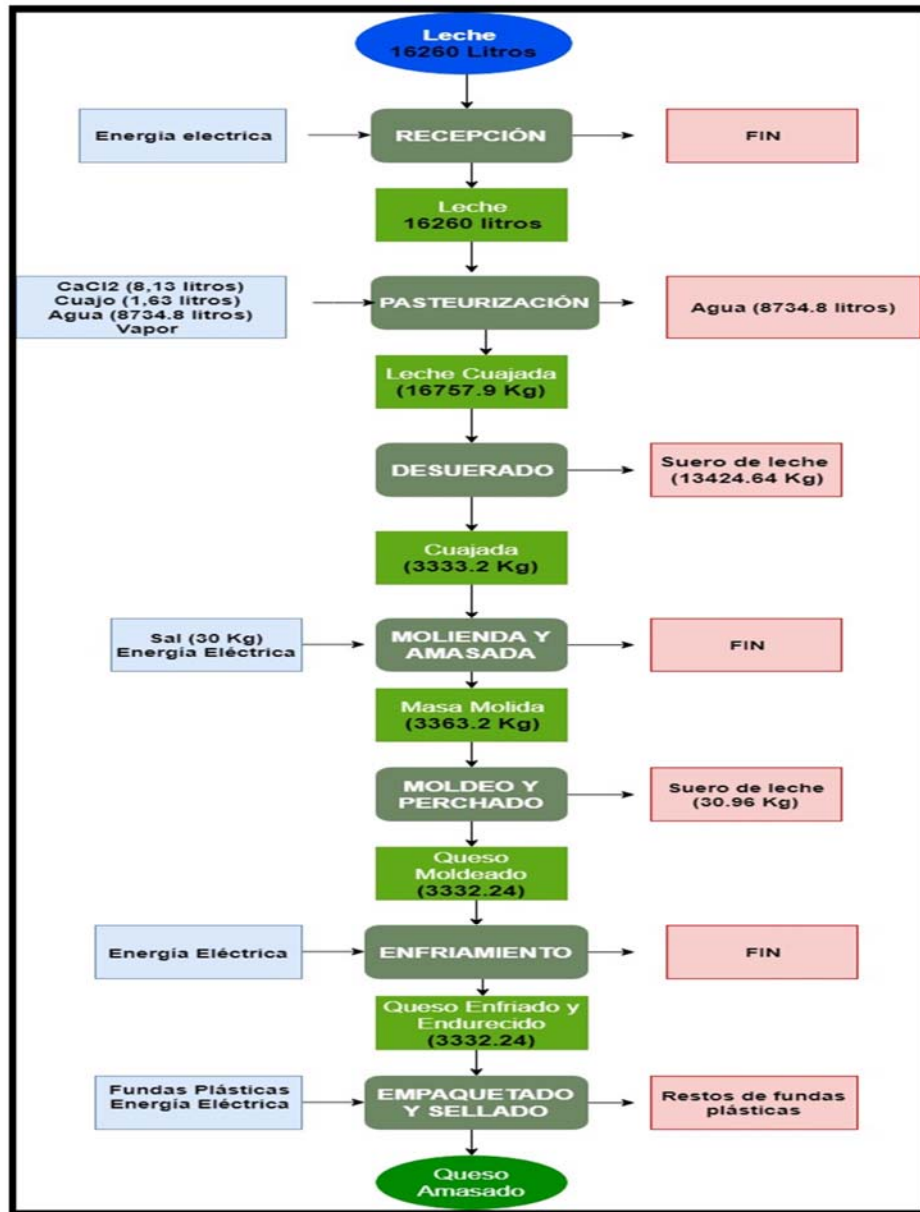 Leche
16260 Litros
Energía electrica
RECEPCIÓN
FIN
Leche
16260 litros
CaCl2 (8,13 litros)
Cuajo (1,63 litros)
Agua (8734.8 litros)
Vapor
PASTEURIZACIÓN
Agua (8734.8 litros)
Leche Cuajada
(16757.9 Kg)
DESUERADO
Suero de leche
(13424.64 Kg)
Cuajada
(3333.2 Kg)
Sal (30 Kg)
Energía Eléctrica
MOLIENDA Y
AMASADA
FIN
Masa Molida
(3363.2 Kg)
MOLDEO Y
PERCHADO
Suero de leche
(30.96 Kg)
Queso
Moldeado
(3332.24)
Energía Eléctrica
ENFRIAMIENTO
FIN
Queso Enfriado y
Endurecido
(3332.24)
Fundas Plásticas
Energía Eléctrica
EMPAQUETADO
Y SELLADO
Restos de fundas
plásticas
Queso
Amasado